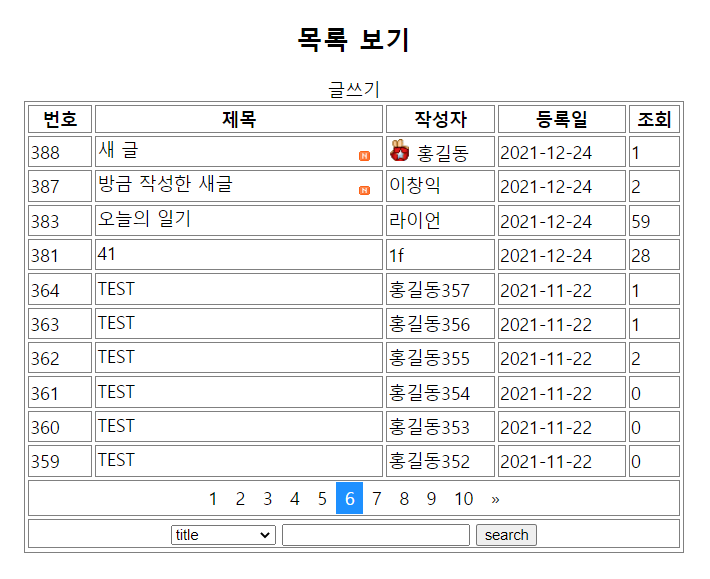 목록 보기
글쓰기
번호 제목 작성자 등록일 조회
388 새 글 N 홍길동 2021-12-24 1
387 방금 작성한 새글 N 이창익 2021-12-24 2
383 오늘의 일기 라이언 2021-12-24 59
381 41 1f 2021-12-24 28
364 TEST 홍길동357 2021-11-22 1
363 TEST 홍길동356 2021-11-22 1
362 TEST 홍길동355 2021-11-22 2
361 TEST 홍길동354 2021-11-22 0
360 TEST 홍길동353 2021-11-22 0
359 TEST 홍길동352 2021-11-22 0
1 2 3 4 5 6 7 8 9 10 »
title search